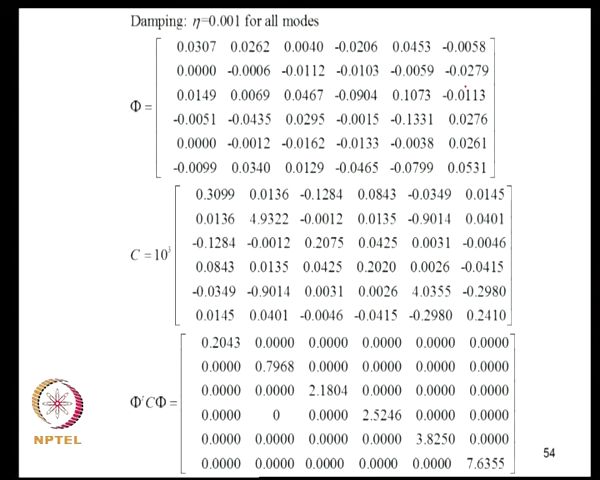 Damping: η=0.001 for all modes
0.0307 0.0262 0.0040 -0.0206 0.0453 -0.0058
0.0000 -0.0006 -0.0112 -0.0103 -0.0059 -0.0279
0.0149 0.0069 0.0467 -0.0904 0.1073 -0.0113
Φ =
-0.0051 -0.0435 0.0295 -0.0015 -0.1331 0.0276
0.0000 -0.0012 -0.0162 -0.0133 -0.0038 0.0261
-0.0099 0.0340 0.0129 -0.0465 -0.0799 0.0531
0.3099 0.0136 -0.1284 0.0843 -0.0349 0.0145
0.0136 4.9322 -0.0012 0.0135 -0.9014 0.0401
-0.1284 -0.0012 0.2075 0.0425 0.0031 -0.0046
C = 10³
0.0843 0.0135 0.0425 0.2020 0.0026 -0.0415
-0.0349 -0.9014 0.0031 0.0026 4.0355 -0.2980
0.0145 0.0401 -0.0046 -0.0415 -0.2980 0.2410
0.2043 0.0000 0.0000 0.0000 0.0000 0.0000
0.0000 0.7968 0.0000 0.0000 0.0000 0.0000
0.0000 0.0000 2.1804 0.0000 0.0000 0.0000
Φ'CΦ =
0.0000 0 0.0000 2.5246 0.0000 0.0000
0.0000 0.0000 0.0000 0.0000 3.8250 0.0000
0.0000 0.0000 0.0000 0.0000 0.0000 7.6355
NPTEL
54